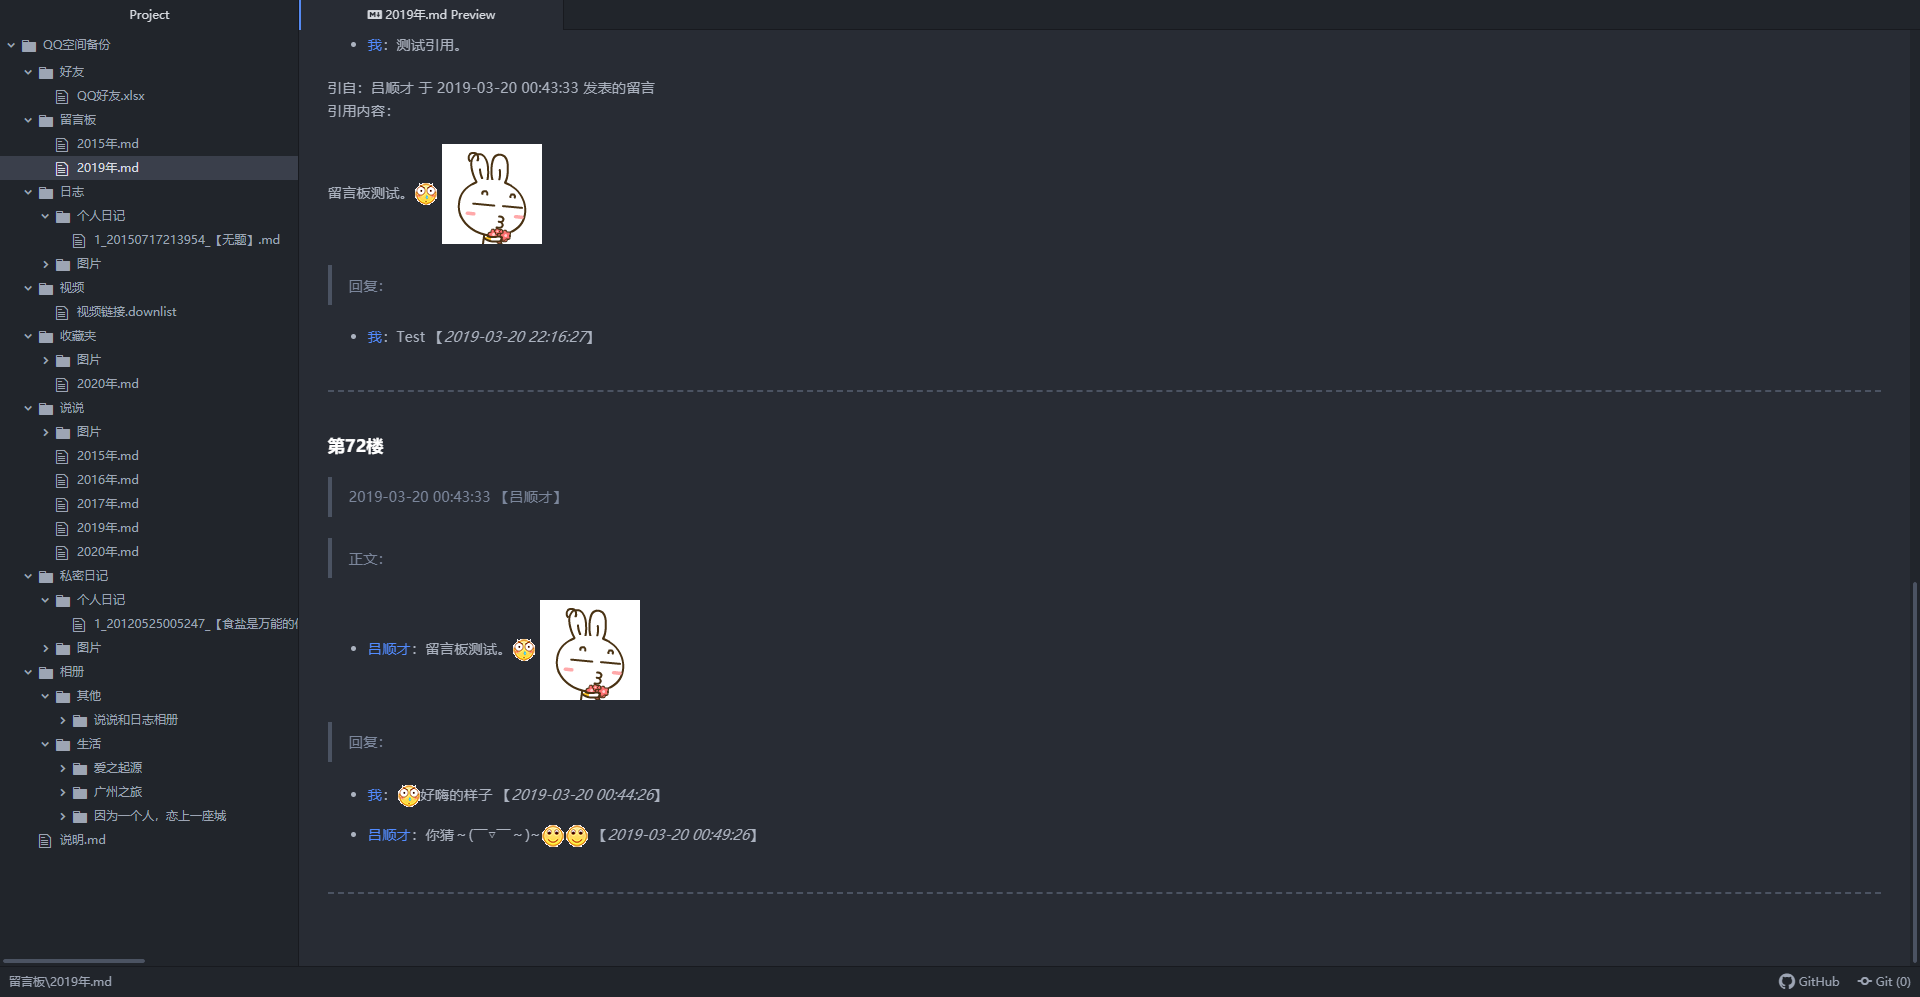 Project
QQ空间备份
好友
QQ好友.xlsx
留言板
2015年.md
2019年.md
日志
个人日记
1_20150717213954_【无题】.md
图片
视频
视频链接.downlist
收藏夹
图片
2020年.md
说说
图片
2015年.md
2016年.md
2017年.md
2019年.md
2020年.md
私密日记
个人日记
1_20120525005247_【食盐是万能的
图片
相册
其他
说说和日志相册
生活
爱之起源
广州之旅
因为一个人，恋上一座城
说明.md
2019年.md Preview
我：测试引用。
引自：吕顺才 于 2019-03-20 00:43:33 发表的留言
引用内容：
留言板测试。
回复：
我：Test 【2019-03-20 22:16:27】
第72楼
2019-03-20 00:43:33 【吕顺才】
正文：
吕顺才：留言板测试。
回复：
我：好嗨的样子 【2019-03-20 00:44:26】
吕顺才：你猜～(￣▽￣～)~ 【2019-03-20 00:49:26】
留言板\2019年.md
GitHub
Git (0)